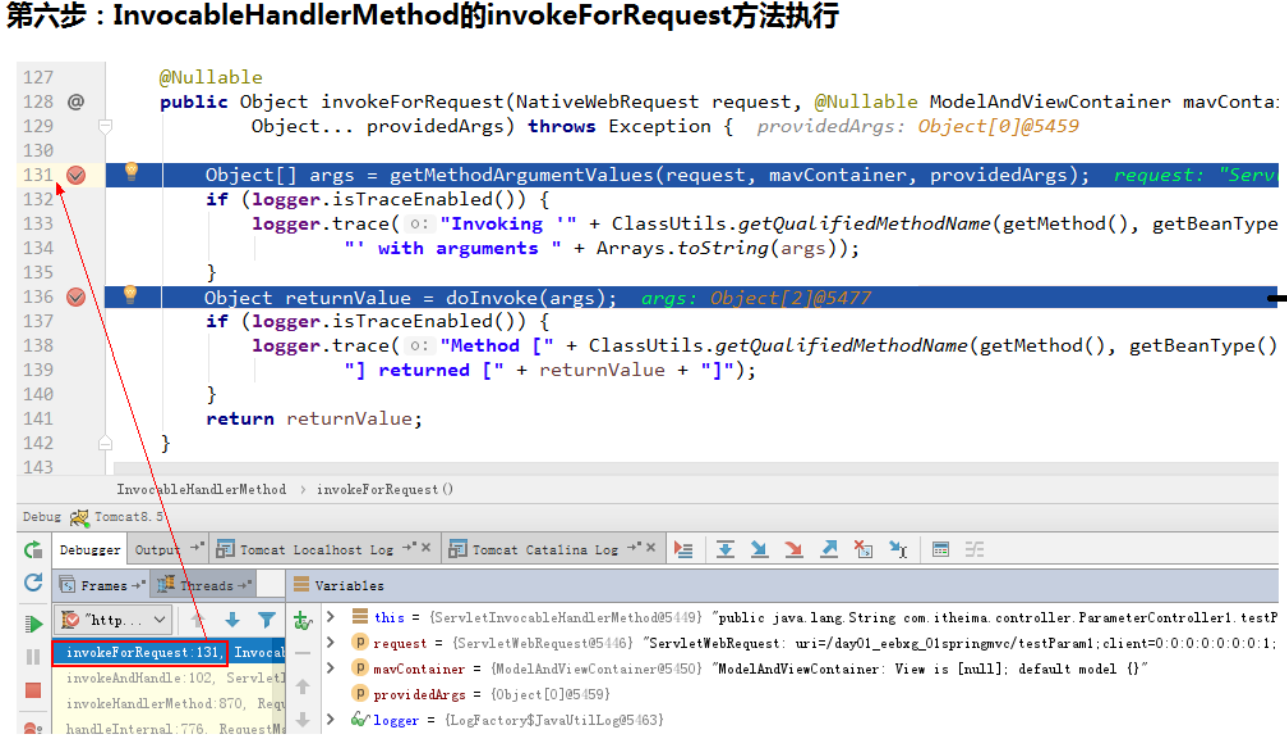 第六步：InvocableHandlerMethod的invokeForRequest方法执行
127 @Nullable
128 @ public Object invokeForRequest(NativeWebRequest request, @Nullable ModelAndViewContainer mavContai
129 Object... providedArgs) throws Exception { providedArgs: Object[0]@5459
130
131 Object[] args = getMethodArgumentValues(request, mavContainer, providedArgs); request: "Servl
132 if (logger.isTraceEnabled()) {
133 logger.trace( o: "Invoking '" + ClassUtils.getQualifiedMethodName(getMethod(), getBeanType
134 "' with arguments " + Arrays.toString(args));
135 }
136 Object returnValue = doInvoke(args); args: Object[2]@5477
137 if (logger.isTraceEnabled()) {
138 logger.trace( o: "Method [" + ClassUtils.getQualifiedMethodName(getMethod(), getBeanType()
139 "] returned [" + returnValue + "]");
140 }
141 return returnValue;
142 }
143
InvocableHandlerMethod › invokeForRequest()
Debug Tomcat8.5
Debugger Output Tomcat Localhost Log Tomcat Catalina Log
Frames Threads Variables
"http... this = {ServletInvocableHandlerMethod@5449} "public java.lang.String com.itheima.controller.ParameterController1.testP
request = {ServletWebRequest@5446} "ServletWebRequest: uri=/day01_eebxg_01springmvc/testParam1;client=0:0:0:0:0:0:0:1;
invokeForRequest:131, Invocab
mavContainer = {ModelAndViewContainer@5450} "ModelAndViewContainer: View is [null]; default model {}"
invokeAndHandle:102, Servletl
providedArgs = {Object[0]@5459}
invokeHandlerMethod:870, Requ
logger = {LogFactory$JavaUtilLog@5463}
handleInternal:776, RequestMa